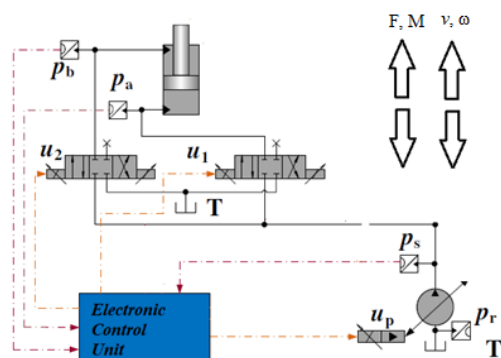 F, M
v, ω
p_b
p_a
u_2
u_1
T
p_s
Electronic
Control
Unit
u_p
p_r
T